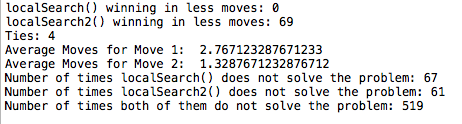 localSearch() winning in less moves: 0
localSearch2() winning in less moves: 69
Ties: 4
Average Moves for Move 1:  2.767123287671233
Average Moves for Move 2:  1.3287671232876712
Number of times localSearch() does not solve the problem: 67
Number of times localSearch2() does not solve the problem: 61
Number of times both of them do not solve the problem: 519